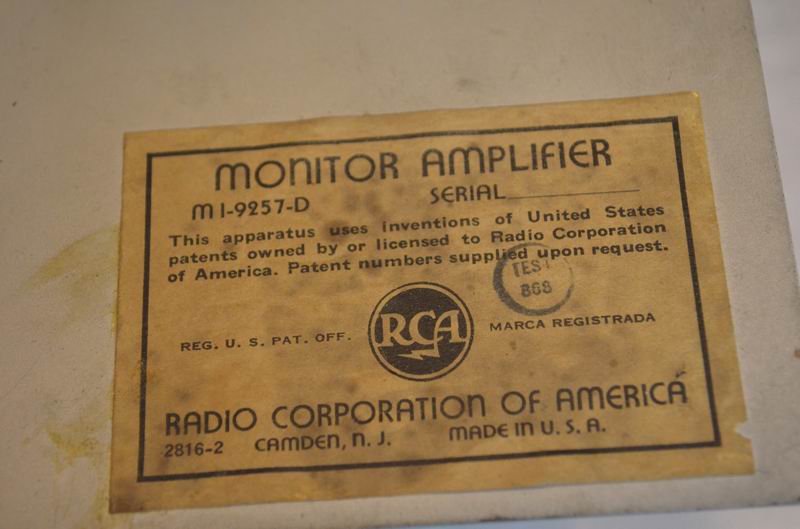 MONITOR AMPLIFIER
MI-9257-D SERIAL
This apparatus uses inventions of United States
patents owned by or licensed to Radio Corporation
of America. Patent numbers supplied upon request.
TEST
868
REG. U. S. PAT. OFF. RCA MARCA REGISTRADA
RADIO CORPORATION OF AMERICA
2816-2 CAMDEN, N. J. MADE IN U. S. A.